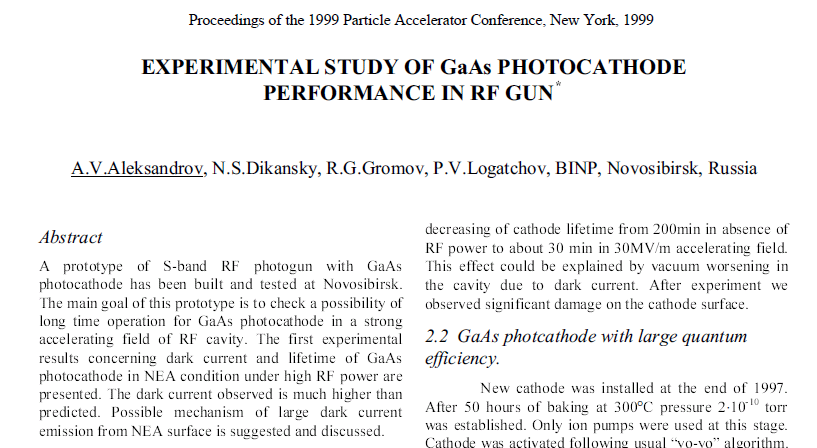 Proceedings of the 1999 Particle Accelerator Conference, New York, 1999
EXPERIMENTAL STUDY OF GaAs PHOTOCATHODE
PERFORMANCE IN RF GUN*
A.V.Aleksandrov, N.S.Dikansky, R.G.Gromov, P.V.Logatchov, BINP, Novosibirsk, Russia
Abstract
A prototype of S-band RF photogun with GaAs
photocathode has been built and tested at Novosibirsk.
The main goal of this prototype is to check a possibility of
long time operation for GaAs photocathode in a strong
accelerating field of RF cavity. The first experimental
results concerning dark current and lifetime of GaAs
photocathode in NEA condition under high RF power are
presented. The dark current observed is much higher than
predicted. Possible mechanism of large dark current
emission from NEA surface is suggested and discussed.
decreasing of cathode lifetime from 200min in absence of
RF power to about 30 min in 30MV/m accelerating field.
This effect could be explained by vacuum worsening in
the cavity due to dark current. After experiment we
observed significant damage on the cathode surface.
2.2 GaAs photcathode with large quantum
efficiency.
New cathode was installed at the end of 1997.
After 50 hours of baking at 300°C pressure 2·10⁻¹⁰ torr
was established. Only ion pumps were used at this stage.
Cathode was activated following usual “yo-yo” algorithm.